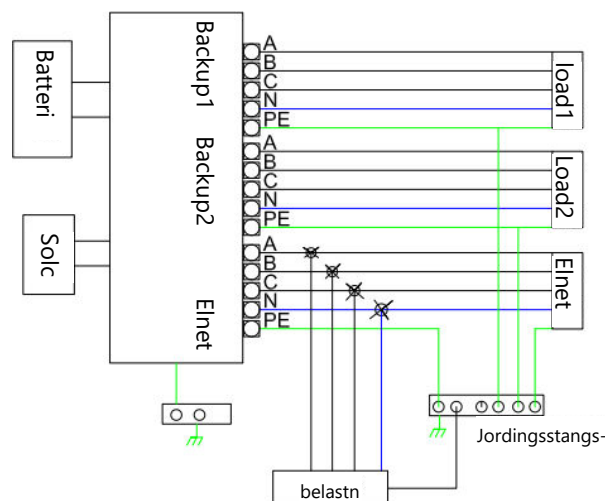 Batteri
Solc
Backup1
Backup2
Elnet
A
B
C
N
PE
A
B
C
N
PE
A
B
C
N
PE
load1
Load2
Elnet
Jordingsstangs-
belastn